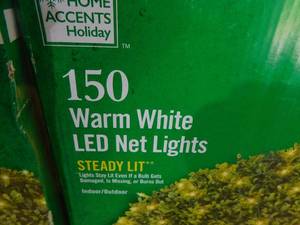 HOME
ACCENTS
Holiday
TM
150
Warm White
LED Net Lights
STEADY LIT**
*Lights Stay Lit Even if a Bulb Gets
Damaged, Is Missing, or Burns Out
Indoor/Outdoor